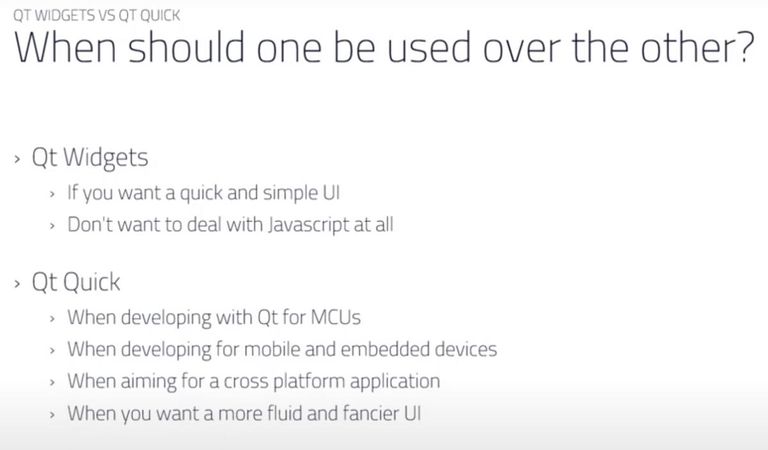 QT WIDGETS VS QT QUICK
When should one be used over the other?
› Qt Widgets
› If you want a quick and simple UI
› Don't want to deal with Javascript at all
› Qt Quick
› When developing with Qt for MCUs
› When developing for mobile and embedded devices
› When aiming for a cross platform application
› When you want a more fluid and fancier UI